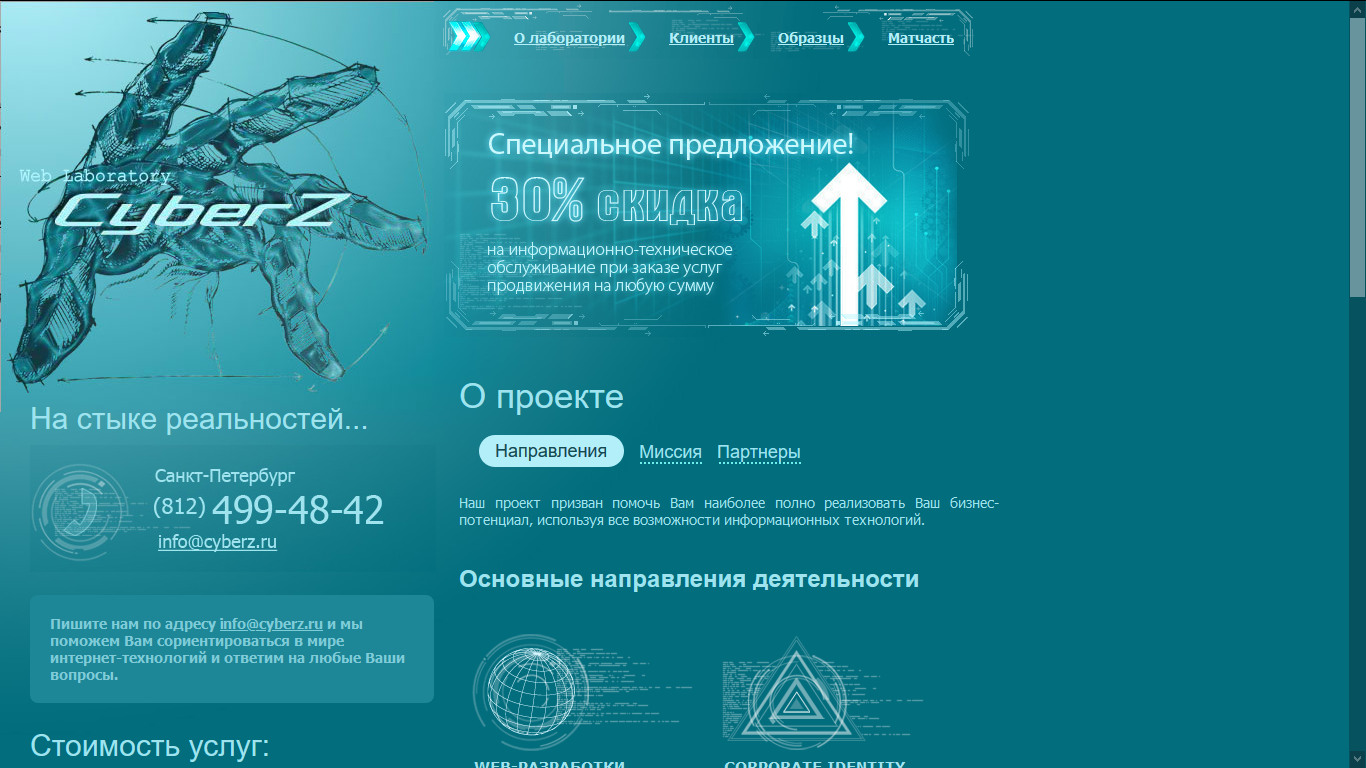 О лаборатории Клиенты Образцы Матчасть
Web Laboratory
CyberZ
Специальное предложение!
30% скидка
на информационно-техническое
обслуживание при заказе услуг
продвижения на любую сумму
На стыке реальностей...
Санкт-Петербург
(812) 499-48-42
info@cyberz.ru
Пишите нам по адресу info@cyberz.ru и мы
поможем Вам сориентироваться в мире
интернет-технологий и ответим на любые Ваши
вопросы.
Стоимость услуг:
О проекте
Направления Миссия Партнеры
Наш проект призван помочь Вам наиболее полно реализовать Ваш бизнес-
потенциал, используя все возможности информационных технологий.
Основные направления деятельности
WEB-РАЗРАБОТКИ CORPORATE IDENTITY